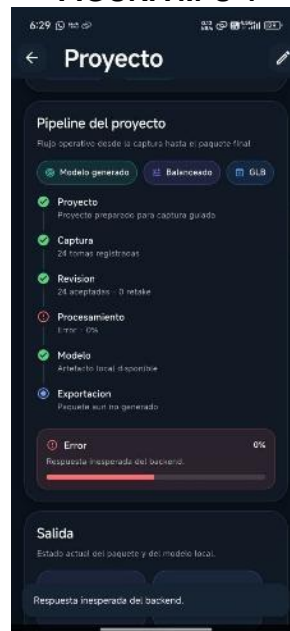 6:29
Proyecto
Pipeline del proyecto
Flujo operativo desde la captura hasta el paquete final
Modelo generado
Balanceado
GLB
Proyecto
Proyecto preparado para captura guiada
Captura
24 tomas registradas
Revision
24 aceptadas - 0 retake
Procesamiento
Error - 0%
Modelo
Artefacto local disponible
Exportacion
Paquete aun no generado
Error 0%
Respuesta inesperada del backend.
Salida
Estado actual del paquete y del modelo local.
Respuesta inesperada del backend.